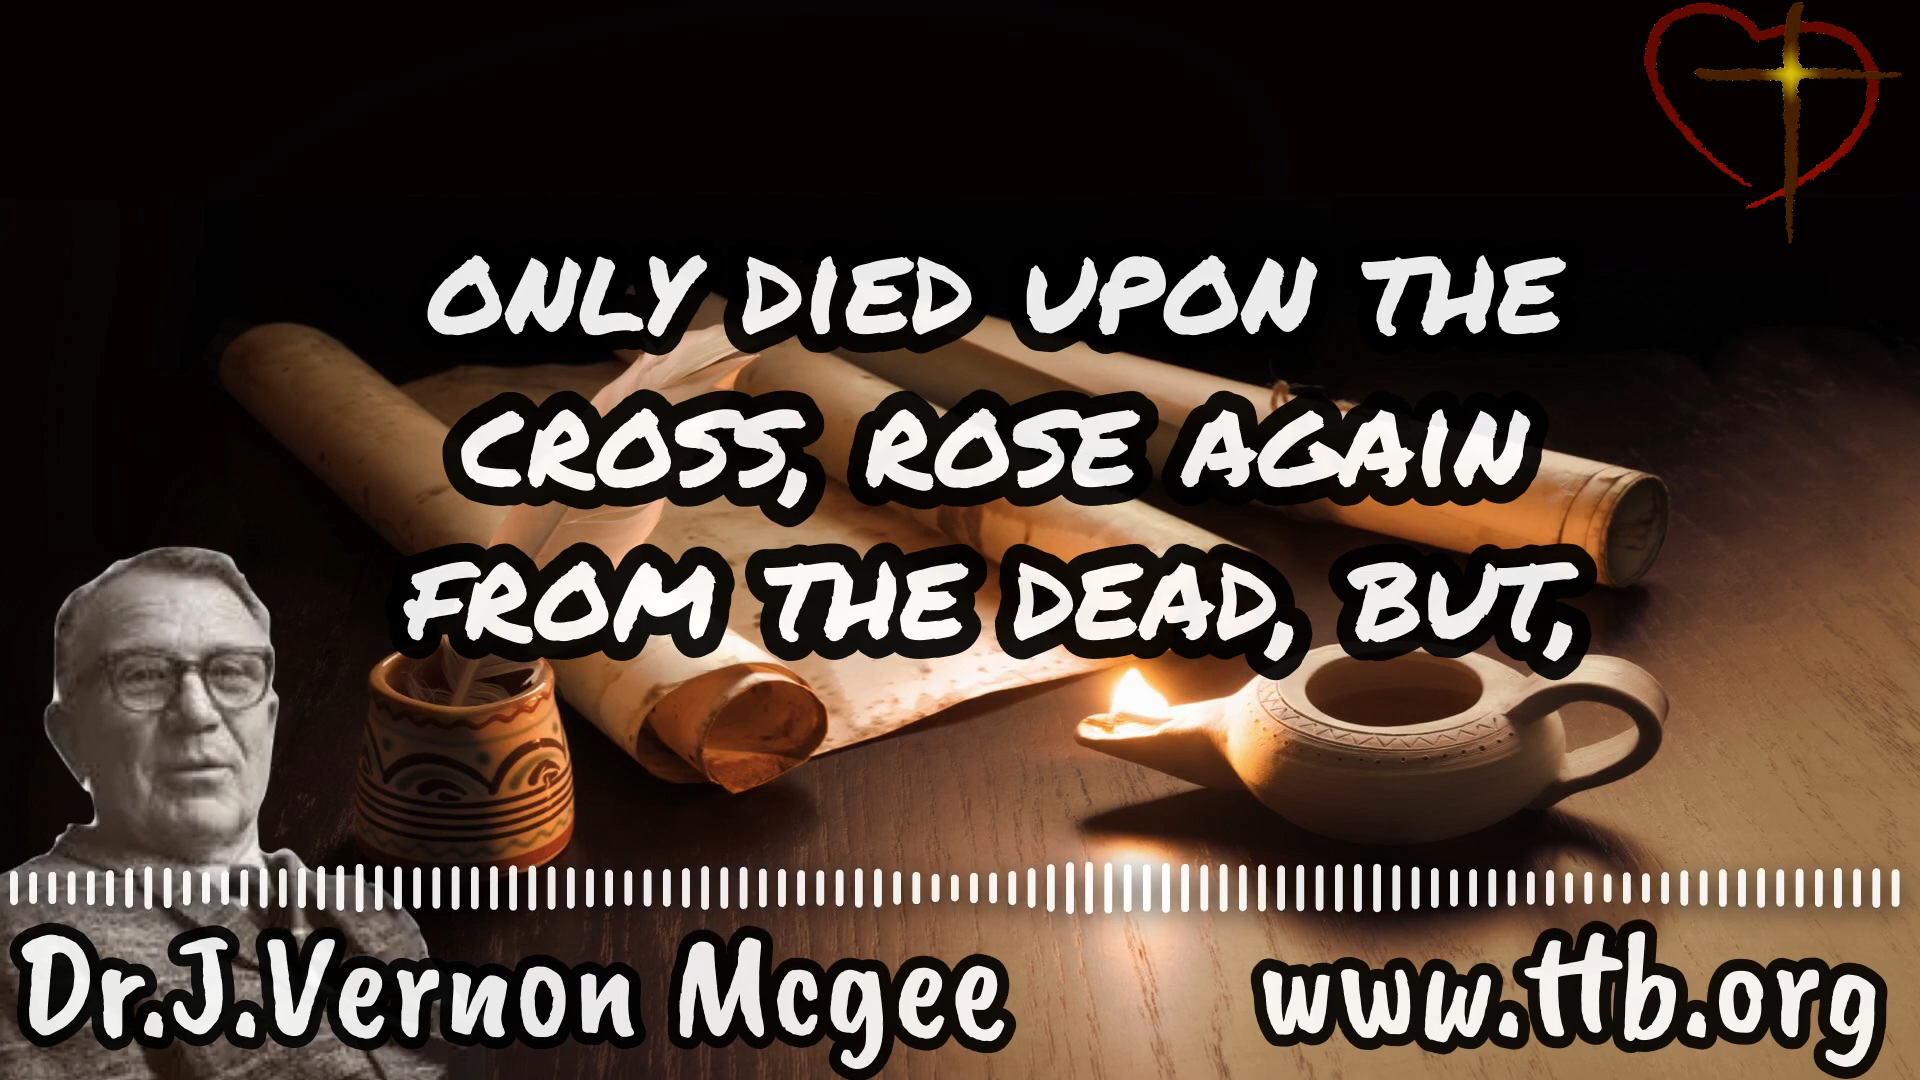 ONLY DIED UPON THE
CROSS, ROSE AGAIN
FROM THE DEAD, BUT,
Dr.J.Vernon Mcgee
www.ttb.org